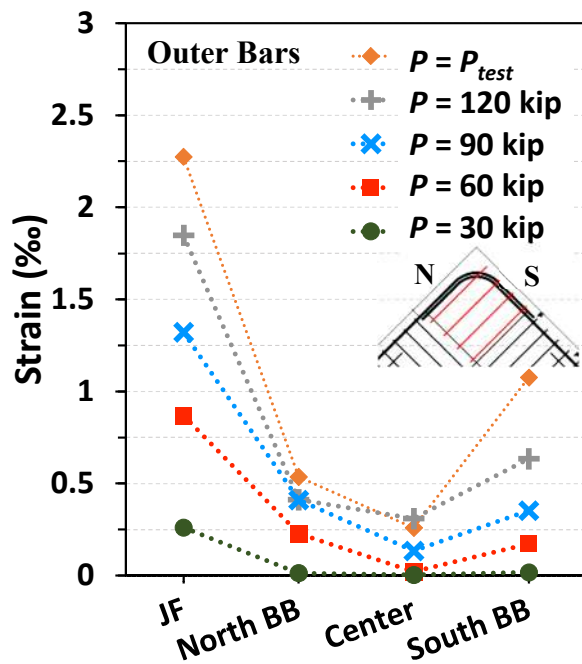 3
2.5
2
1.5
1
0.5
0
Strain (‰)
Outer Bars
P = Ptest
P = 120 kip
P = 90 kip
P = 60 kip
P = 30 kip
N S
JF North BB Center South BB